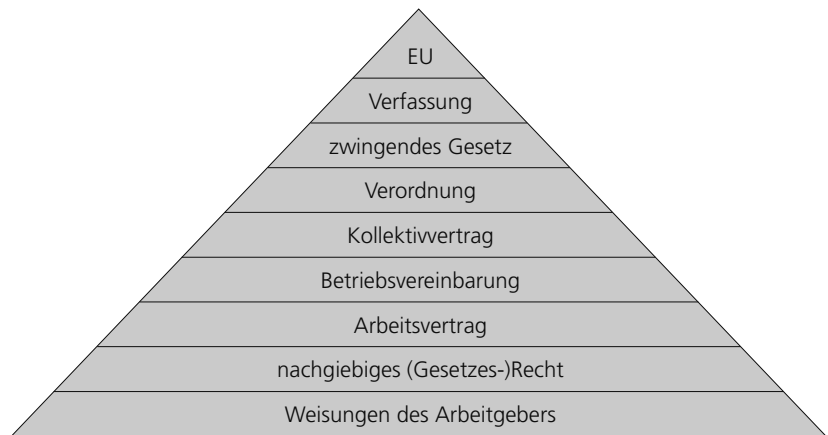 EU
Verfassung
zwingendes Gesetz
Verordnung
Kollektivvertrag
Betriebsvereinbarung
Arbeitsvertrag
nachgiebiges (Gesetzes-)Recht
Weisungen des Arbeitgebers